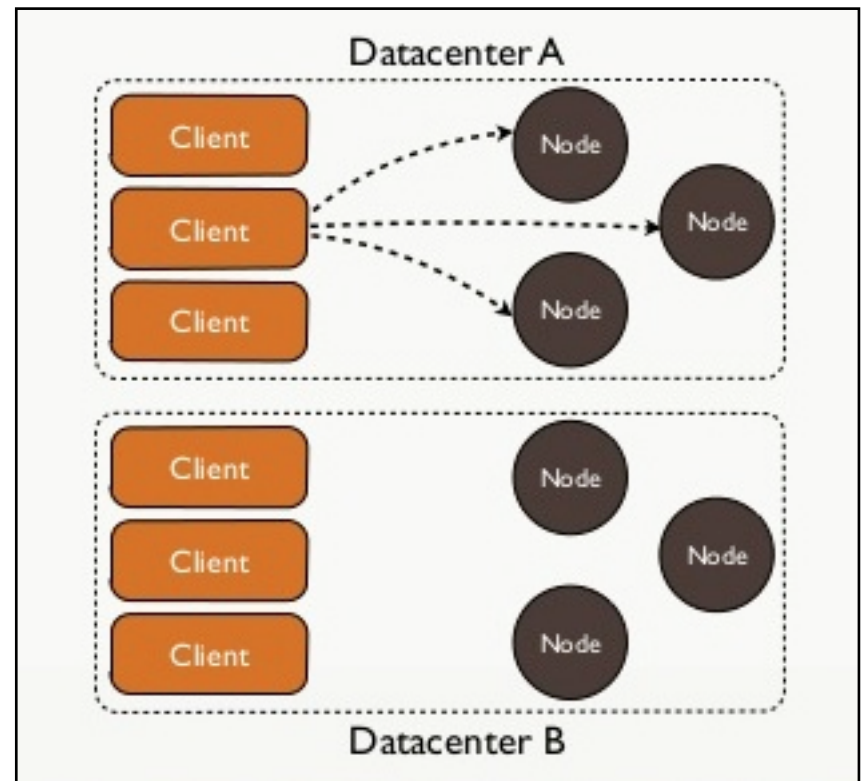 Datacenter A
Client
Node
Client
Node
Client
Node
Client
Node
Client
Node
Client
Node
Datacenter B